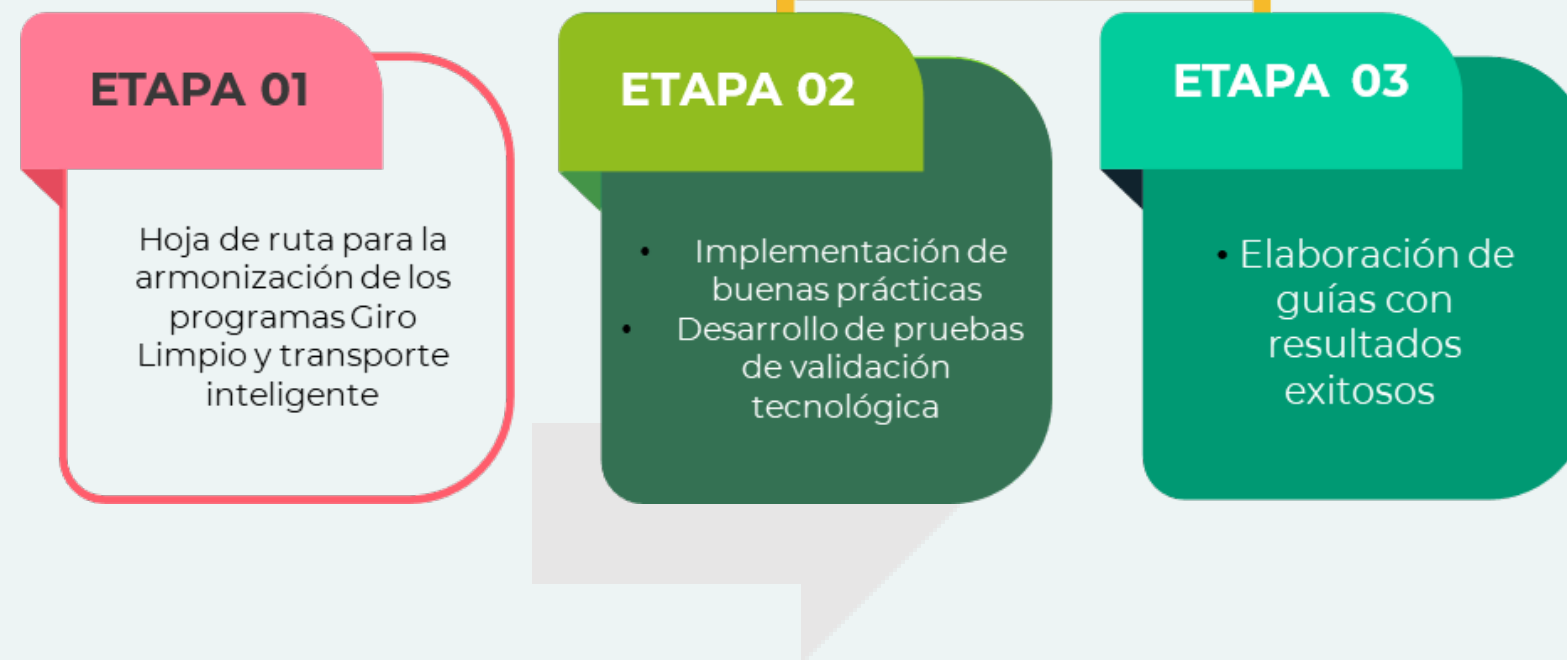 ETAPA 01
Hoja de ruta para la
armonización de los
programas Giro
Limpio y transporte
inteligente
ETAPA 02
• Implementación de
buenas prácticas
• Desarrollo de pruebas
de validación
tecnológica
ETAPA 03
• Elaboración de
guías con
resultados
exitosos